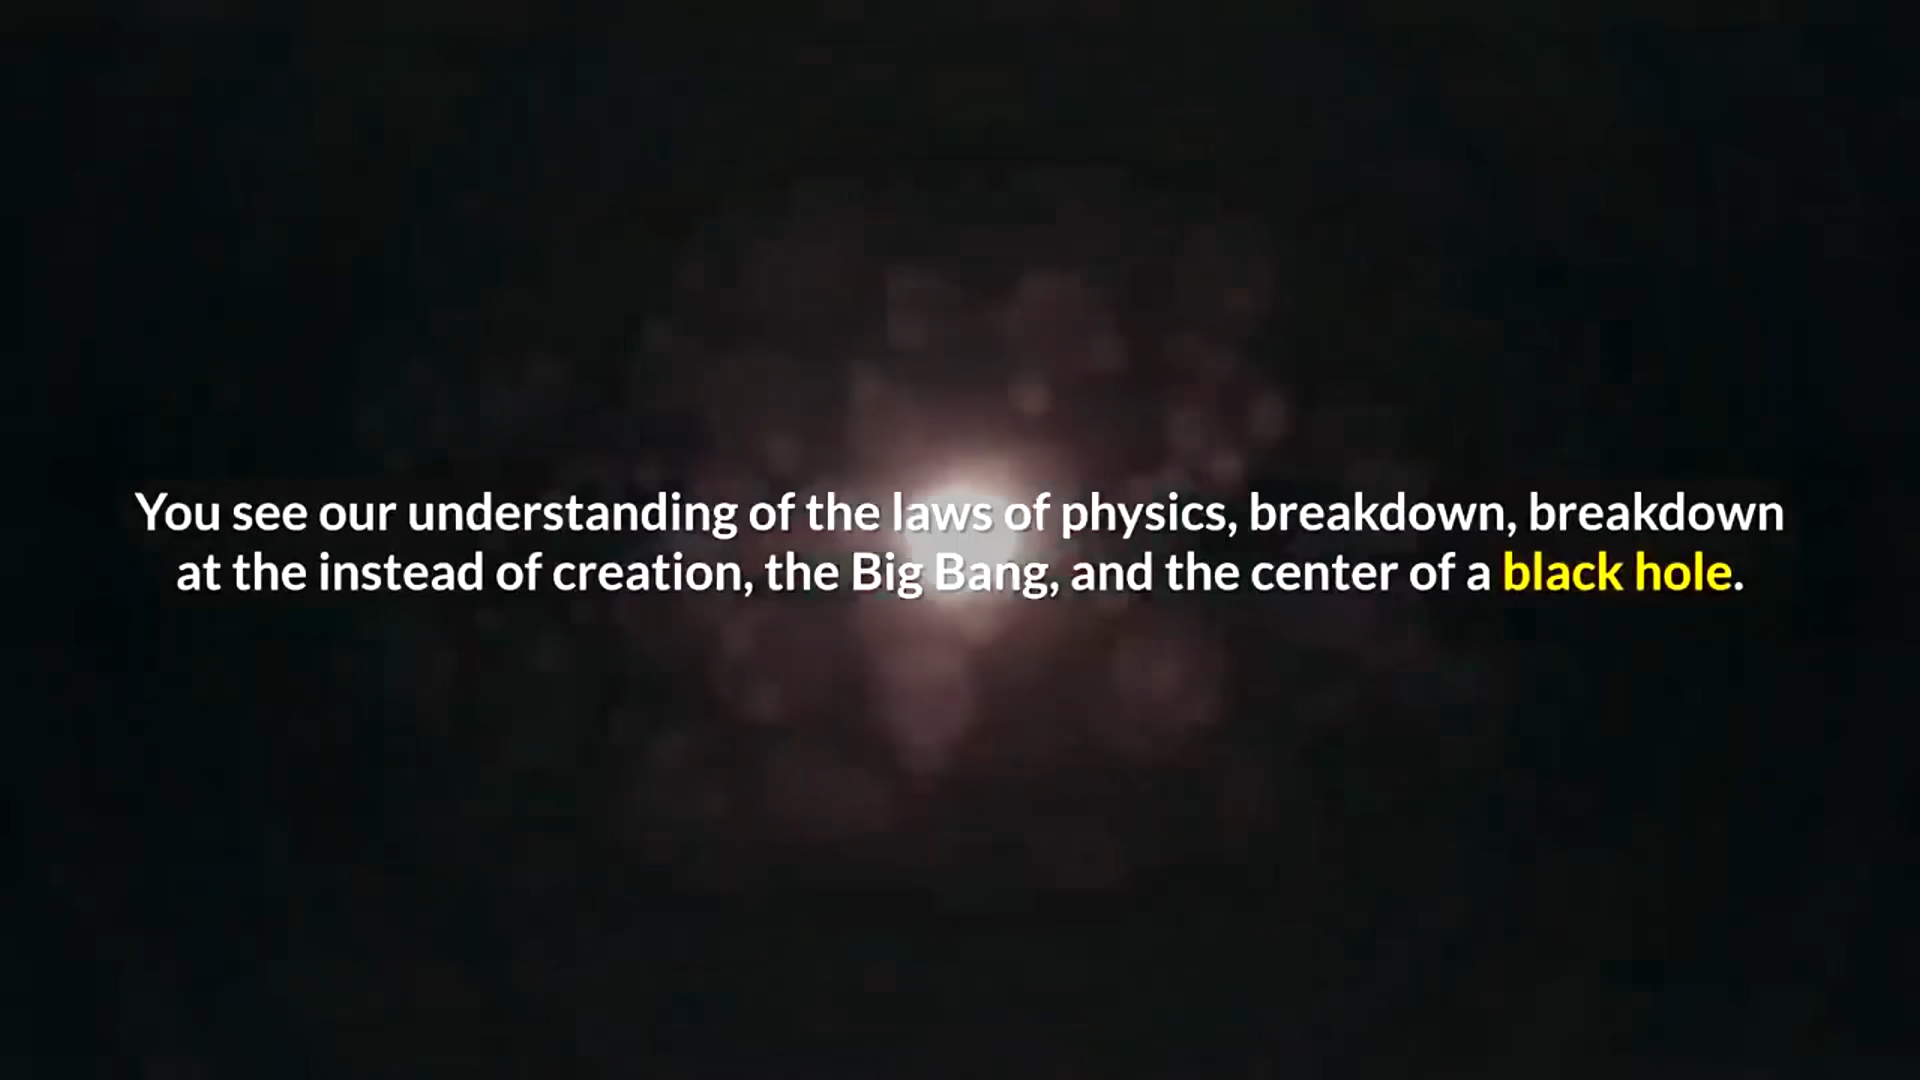 You see our understanding of the laws of physics, breakdown, breakdown
at the instead of creation, the Big Bang, and the center of a black hole.